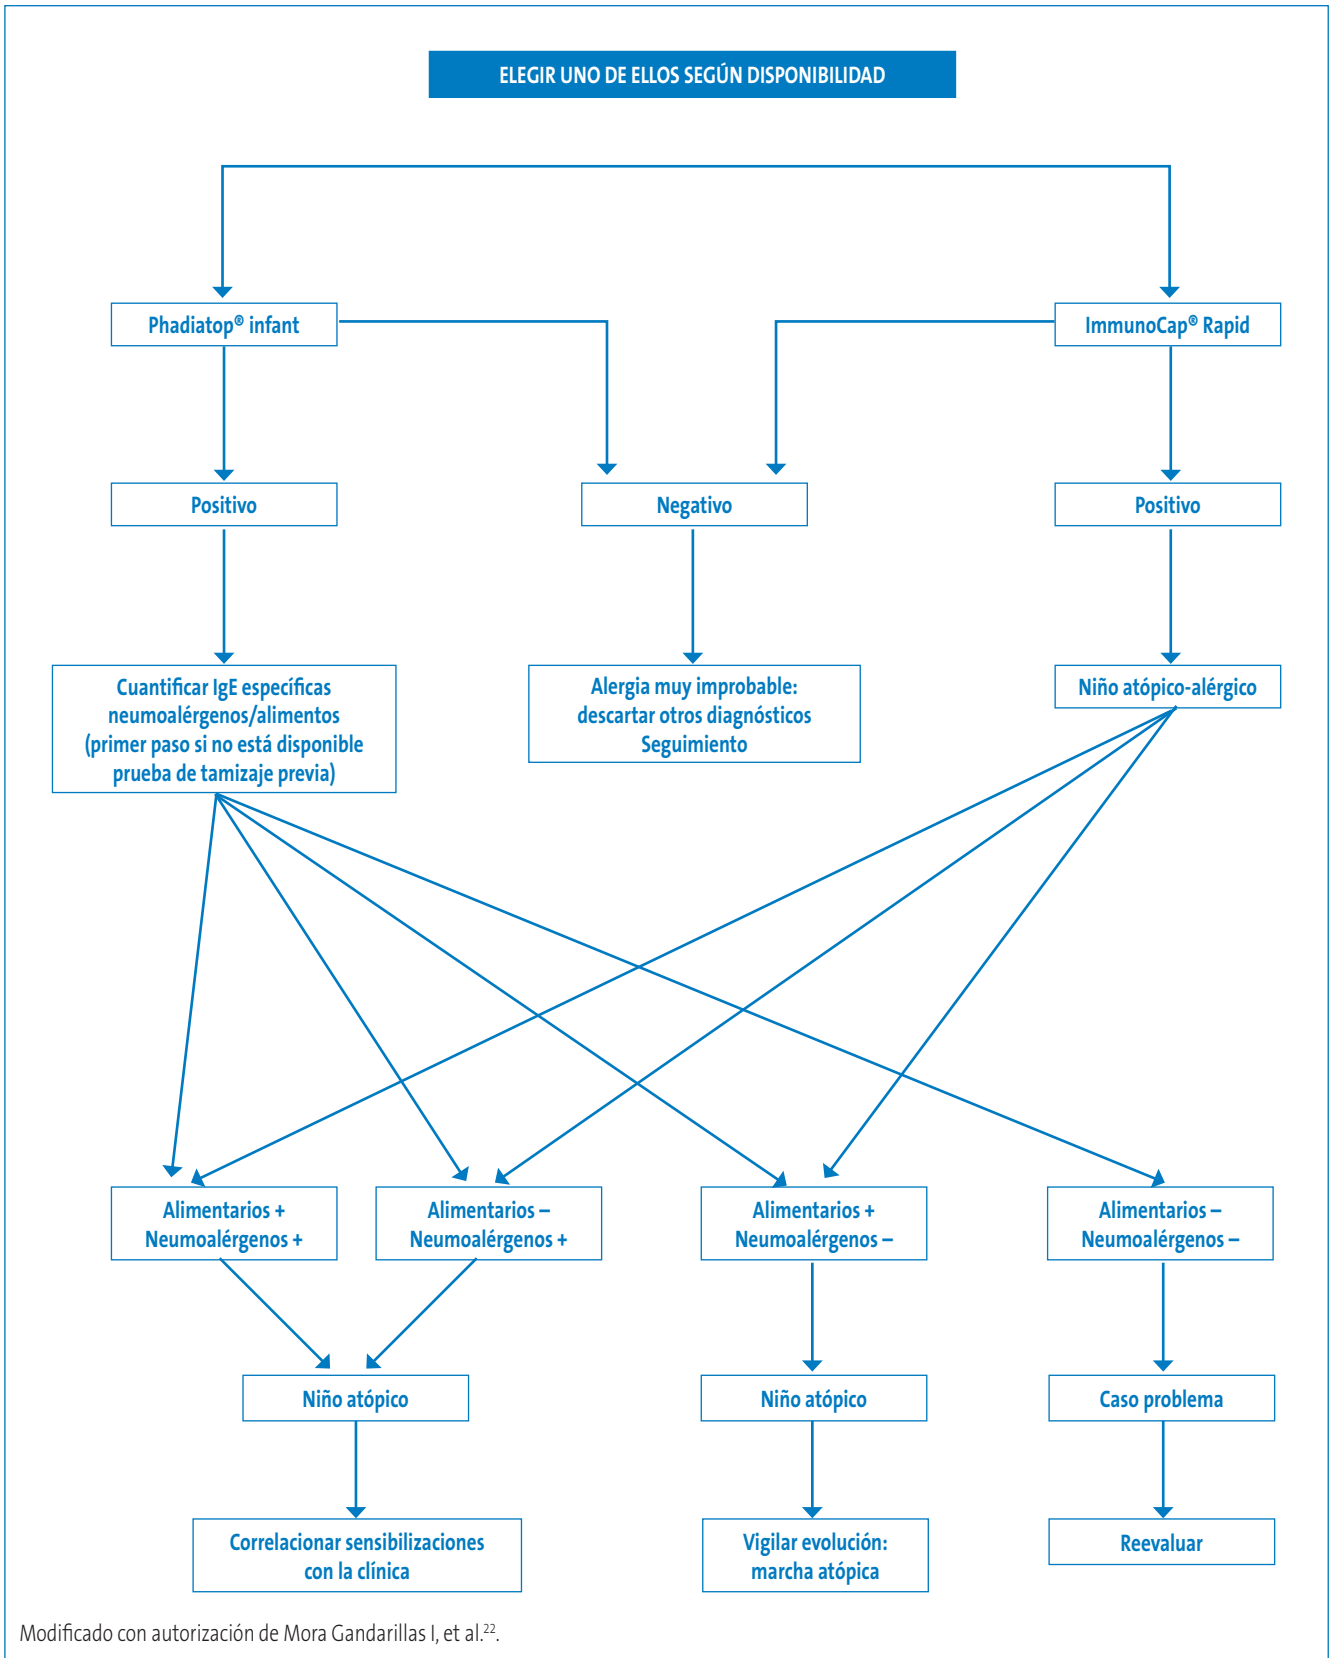 ELEGIR UNO DE ELLOS SEGÚN DISPONIBILIDAD
Phadiatop® infant
ImmunoCap® Rapid
Positivo
Negativo
Positivo
Cuantificar IgE específicas
neumoalérgenos/alimentos
(primer paso si no está disponible
prueba de tamizaje previa)
Alergia muy improbable:
descartar otros diagnósticos
Seguimiento
Niño atópico-alérgico
Alimentarios +
Neumoalérgenos +
Alimentarios –
Neumoalérgenos +
Alimentarios +
Neumoalérgenos –
Alimentarios –
Neumoalérgenos –
Niño atópico
Niño atópico
Caso problema
Correlacionar sensibilizaciones
con la clínica
Vigilar evolución:
marcha atópica
Reevaluar
Modificado con autorización de Mora Gandarillas I, et al.²².